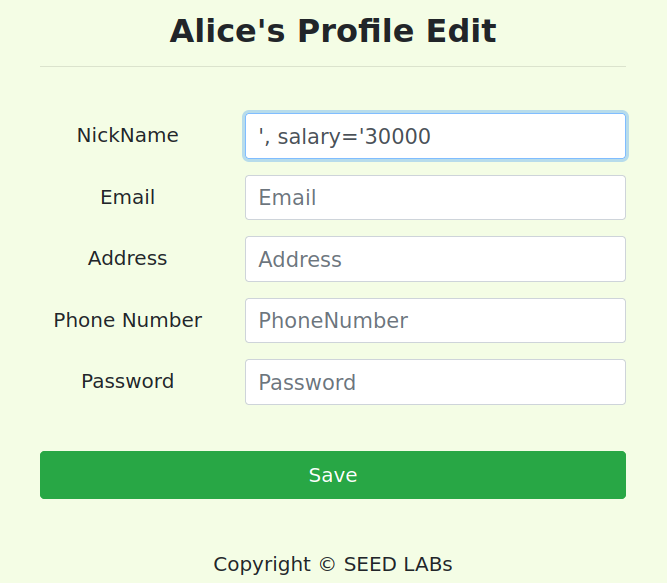 Alice's Profile Edit
NickName ', salary='30000
Email Email
Address Address
Phone Number PhoneNumber
Password Password
Save
Copyright © SEED LABs